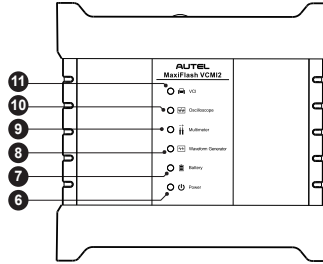 AUTEL
MaxiFlash VCMI2
11 VCI
10 Oscilloscope
9 Multimeter
8 Waveform Generator
7 Battery
6 Power